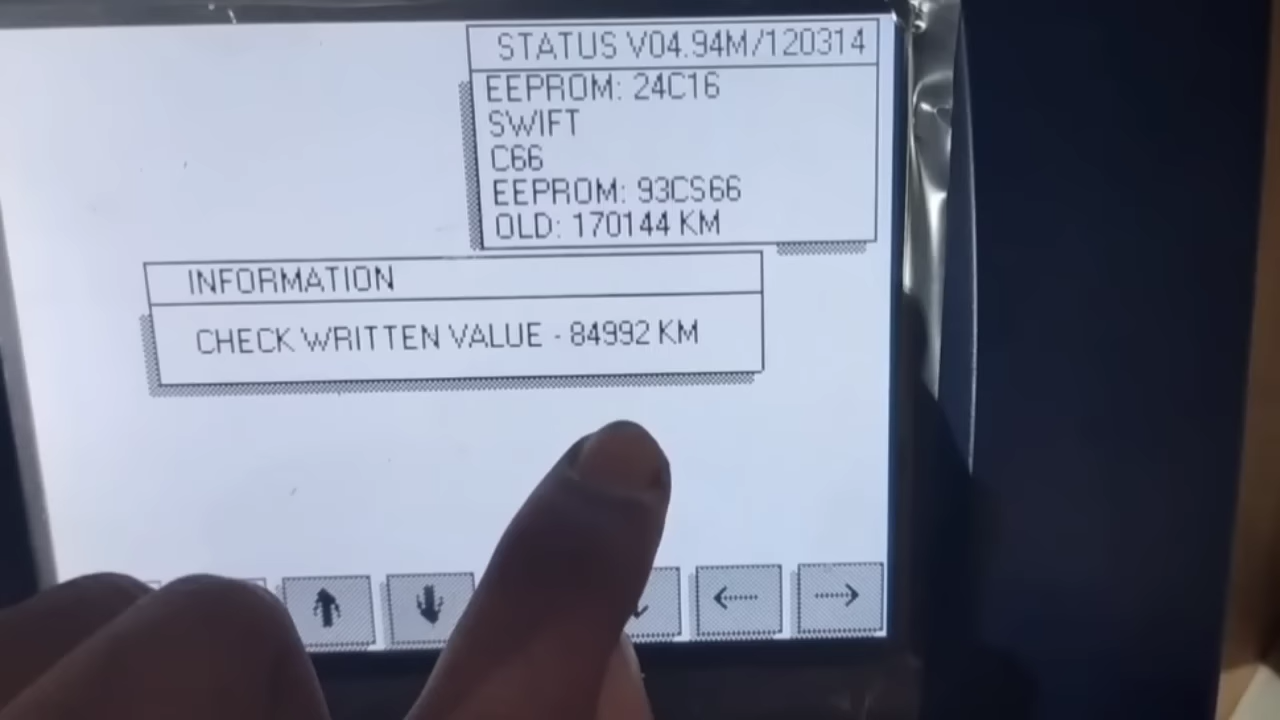 STATUS V04.94M/120314
EEPROM: 24C16
SWIFT
C66
EEPROM: 93CS66
OLD: 170144 KM
INFORMATION
CHECK WRITTEN VALUE - 84992 KM